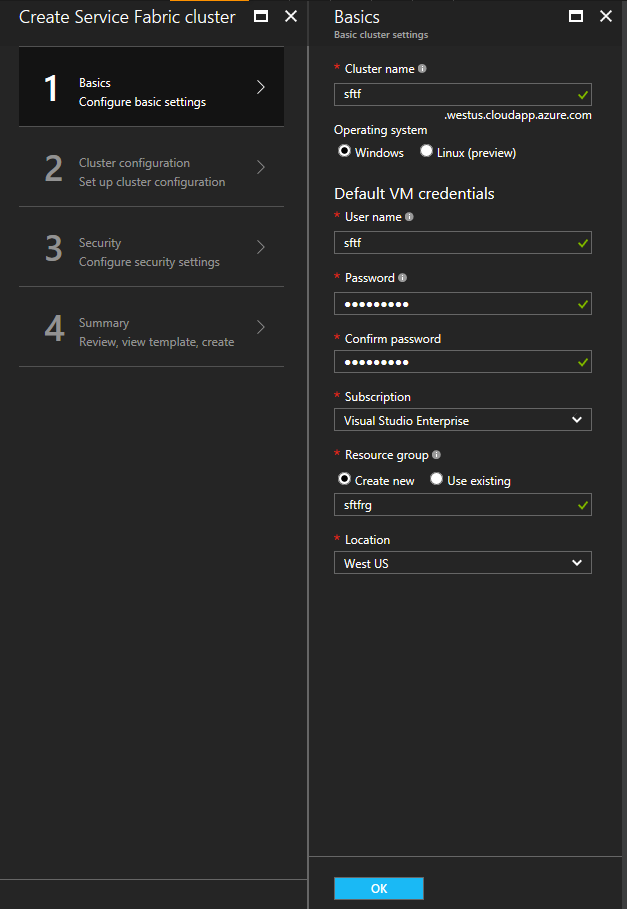 Create Service Fabric cluster
1
Basics
Configure basic settings
2
Cluster configuration
Set up cluster configuration
3
Security
Configure security settings
4
Summary
Review, view template, create
Basics
Basic cluster settings
* Cluster name
sftf
.westus.cloudapp.azure.com
Operating system
Windows Linux (preview)
Default VM credentials
* User name
sftf
* Password
●●●●●●●●●
* Confirm password
●●●●●●●●●
* Subscription
Visual Studio Enterprise
* Resource group
Create new Use existing
sftfrg
* Location
West US
OK